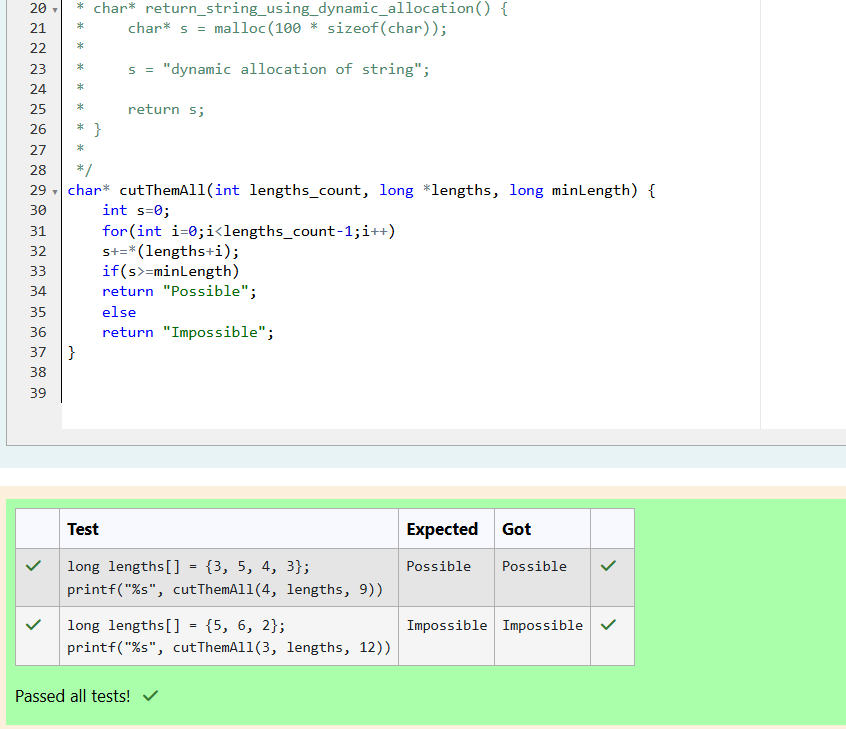 20 * char* return_string_using_dynamic_allocation() {
21 *     char* s = malloc(100 * sizeof(char));
22 *
23 *     s = "dynamic allocation of string";
24 *
25 *     return s;
26 * }
27 *
28 */
29 char* cutThemAll(int lengths_count, long *lengths, long minLength) {
30     int s=0;
31     for(int i=0;i<lengths_count-1;i++)
32     s+=*(lengths+i);
33     if(s>=minLength)
34     return "Possible";
35     else
36     return "Impossible";
37 }
38
39
Test Expected Got
long lengths[] = {3, 5, 4, 3}; Possible Possible
printf("%s", cutThemAll(4, lengths, 9))
long lengths[] = {5, 6, 2}; Impossible Impossible
printf("%s", cutThemAll(3, lengths, 12))
Passed all tests!